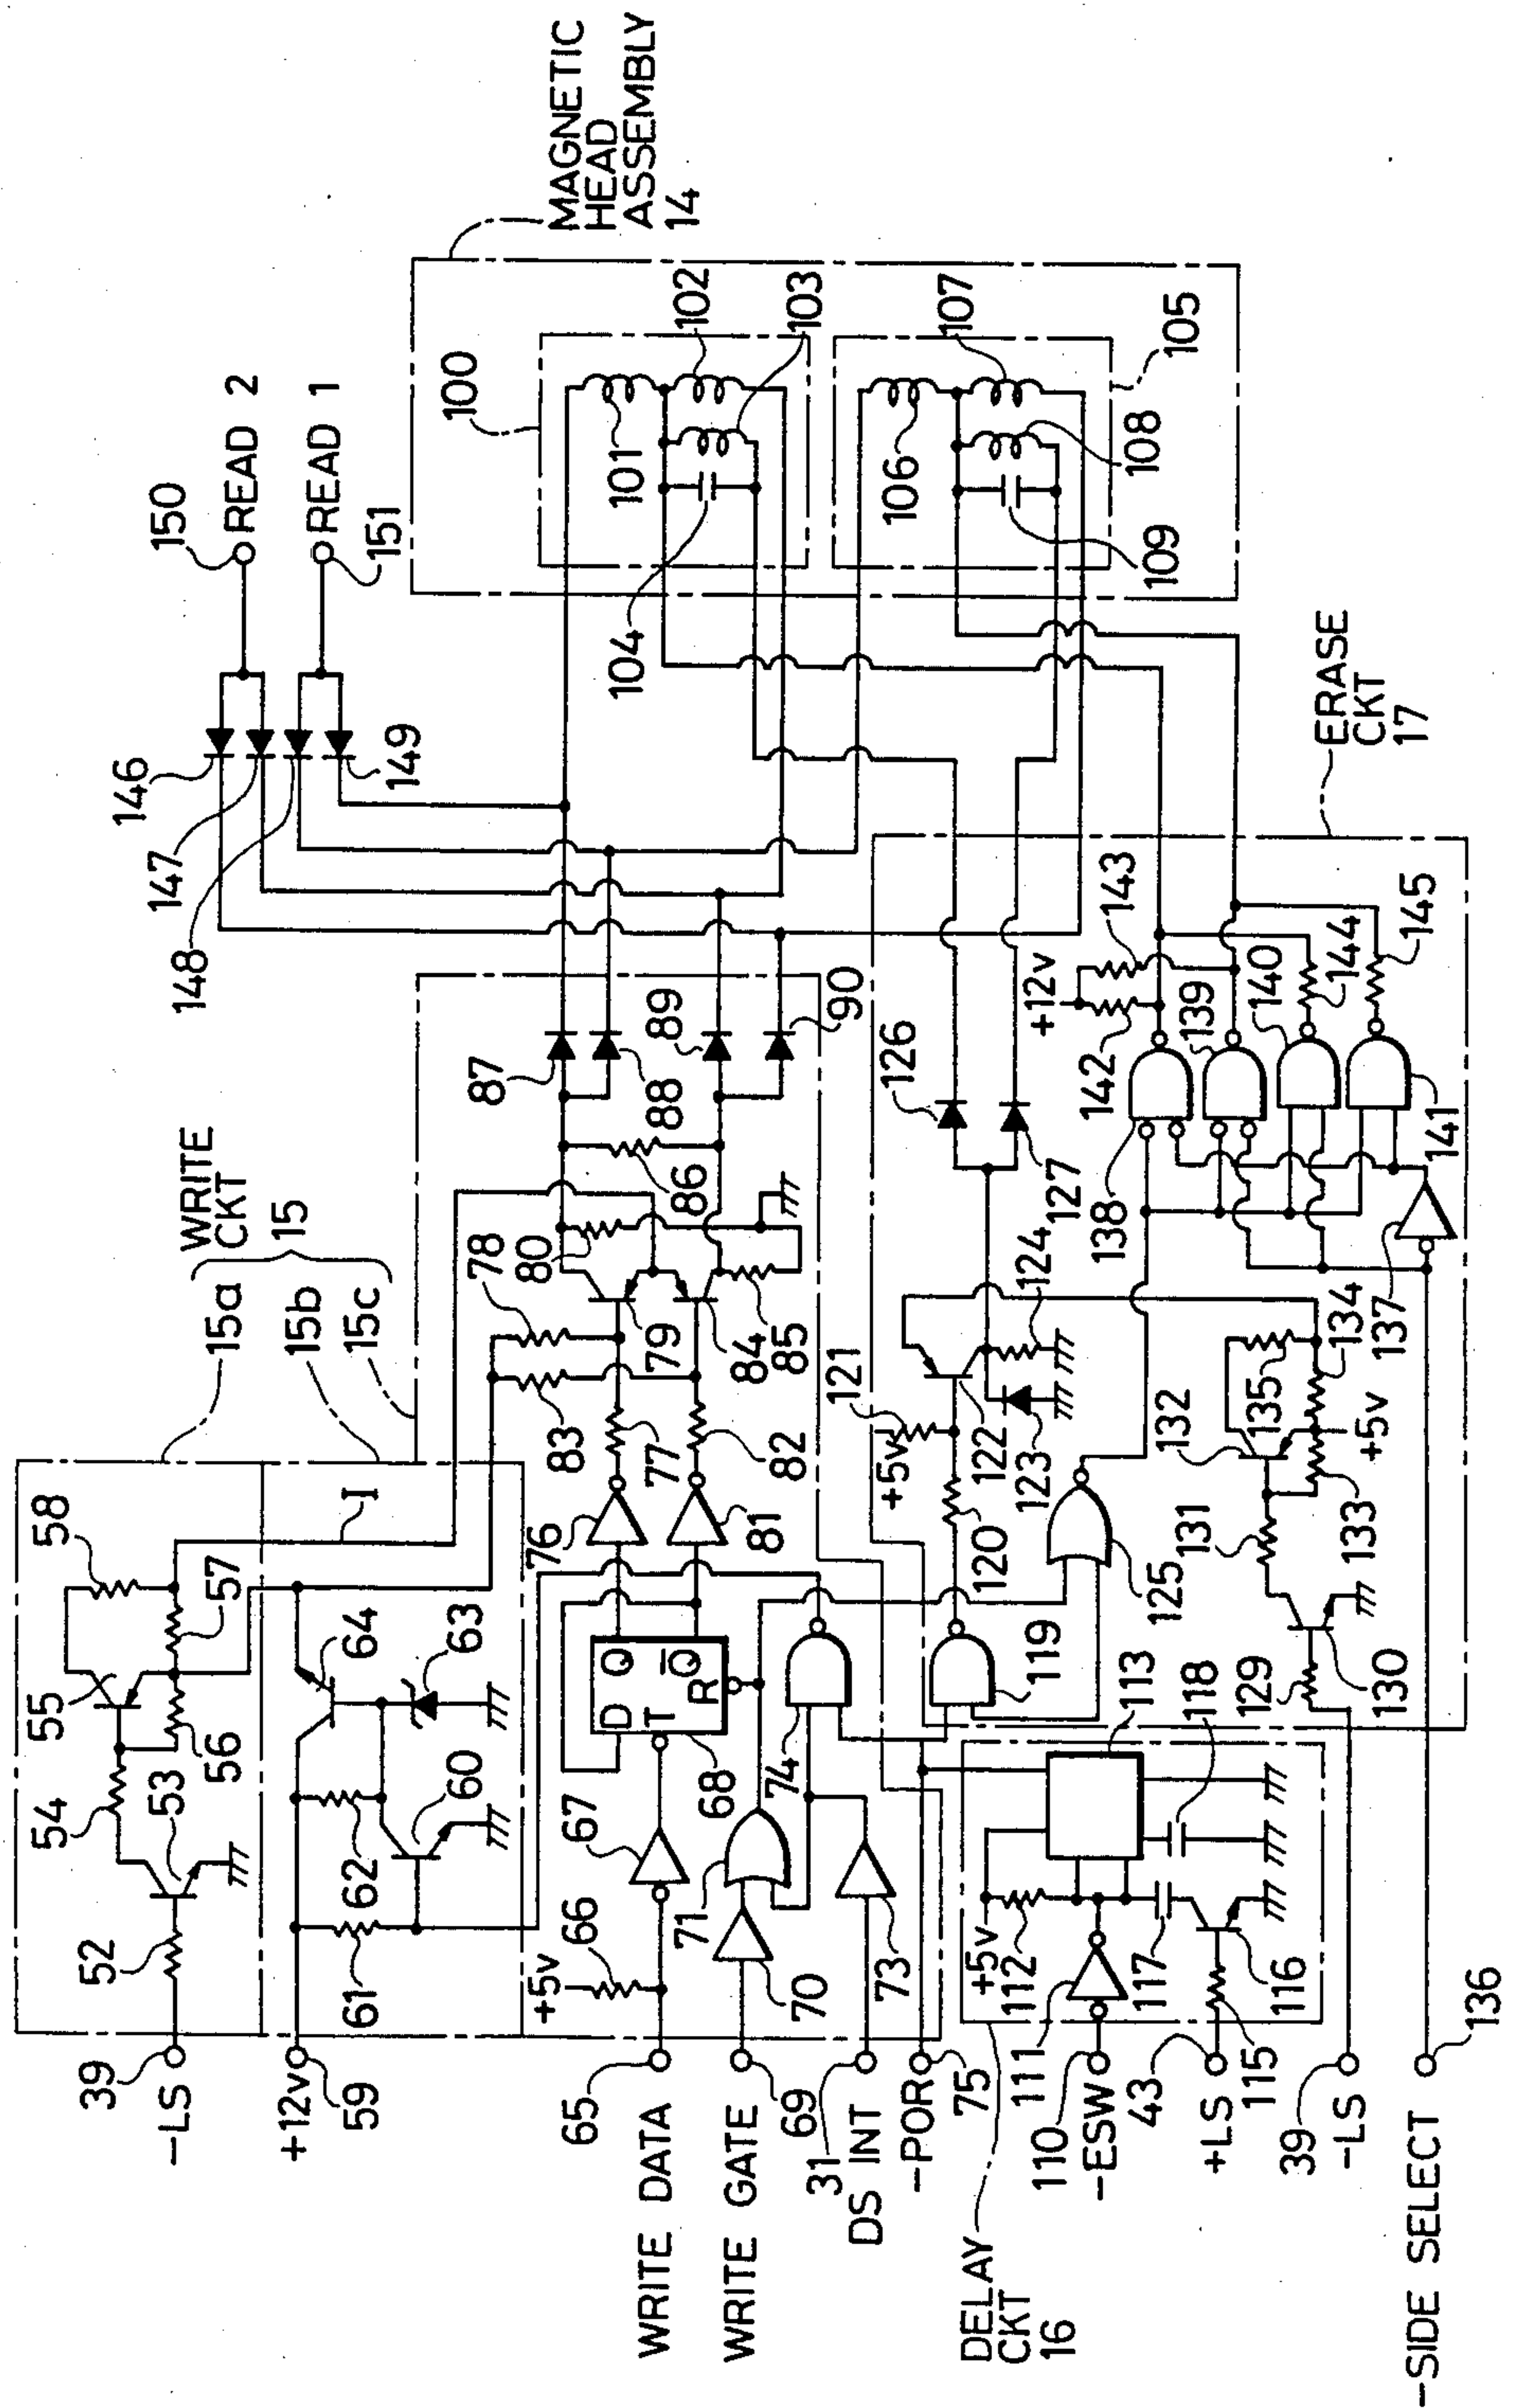 MAGNETIC
HEAD
ASSEMBLY
14
150
READ 2
READ 1
151
146
147
148
149
100
101
102
103
104
105
106
107
108
109
WRITE
CKT
15
15a
15b
15c
58
I
57
55
56
54
53
52
39
-LS
64
63
60
62
61
+12v
59
87
88
89
90
86
80
78
79
84
85
83
77
82
76
81
D
Q
T
Q̅
R
68
67
66
+5v
65
WRITE DATA
71
70
69
WRITE GATE
74
73
31
DS INT
-POR
75
ERASE
CKT
17
126
127
+12v
142
143
138
139
140
144
145
141
137
121
+5v
122
123
124
120
119
125
132
135
134
+5v
131
133
129
130
113
118
+5v
112
117
116
111
110
-ESW
43
115
+LS
39
-LS
136
-SIDE SELECT
DELAY
CKT
16